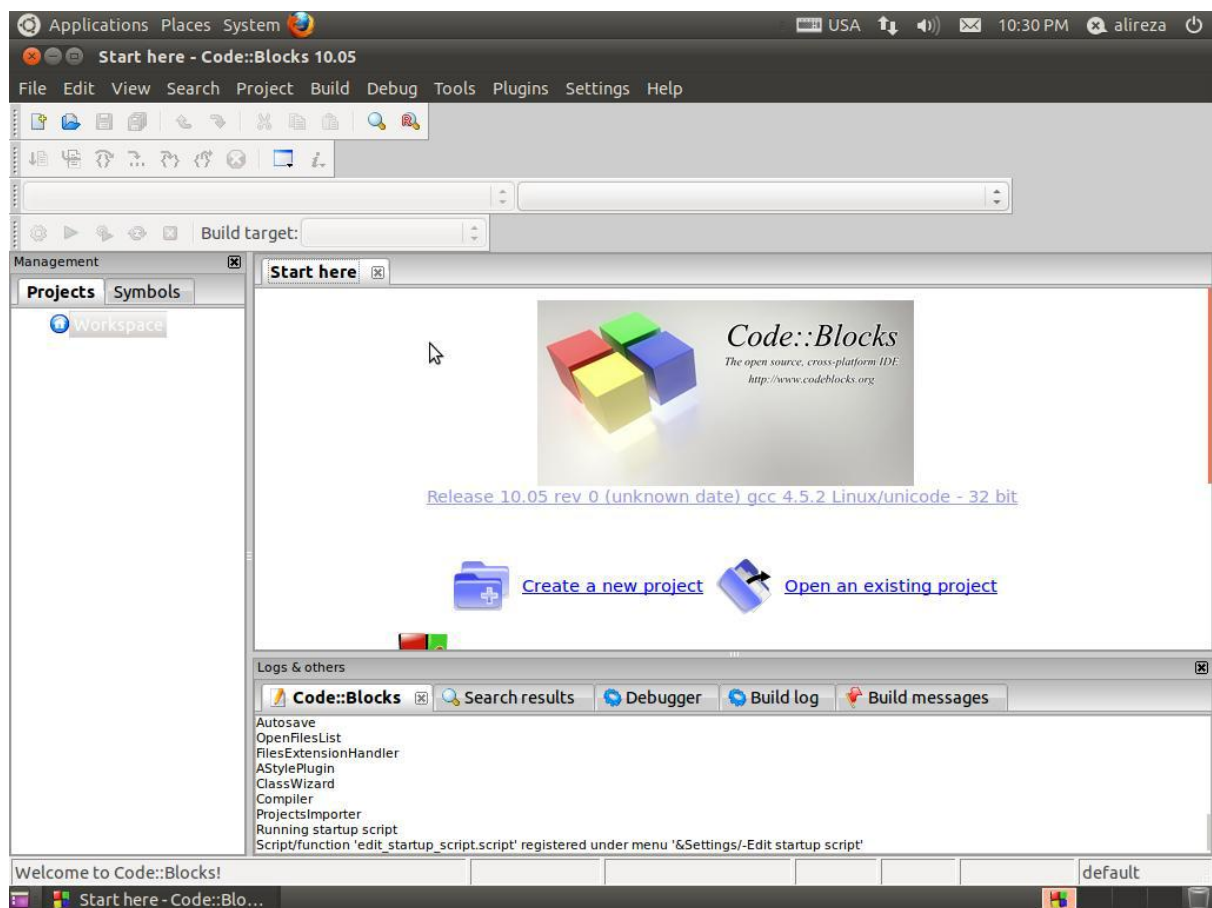 Applications Places System USA 10:30 PM alireza
Start here - Code::Blocks 10.05
File Edit View Search Project Build Debug Tools Plugins Settings Help
Build target:
Management
Projects Symbols
Workspace
Start here
Code::Blocks
The open source, cross-platform IDE
http://www.codeblocks.org
Release 10.05 rev 0 (unknown date) gcc 4.5.2 Linux/unicode - 32 bit
Create a new project Open an existing project
Logs & others
Code::Blocks Search results Debugger Build log Build messages
Autosave
OpenFilesList
FilesExtensionHandler
AStylePlugin
ClassWizard
Compiler
ProjectsImporter
Running startup script
Script/function 'edit_startup_script.script' registered under menu '&Settings/-Edit startup script'
Welcome to Code::Blocks! default
Start here - Code::Blo...